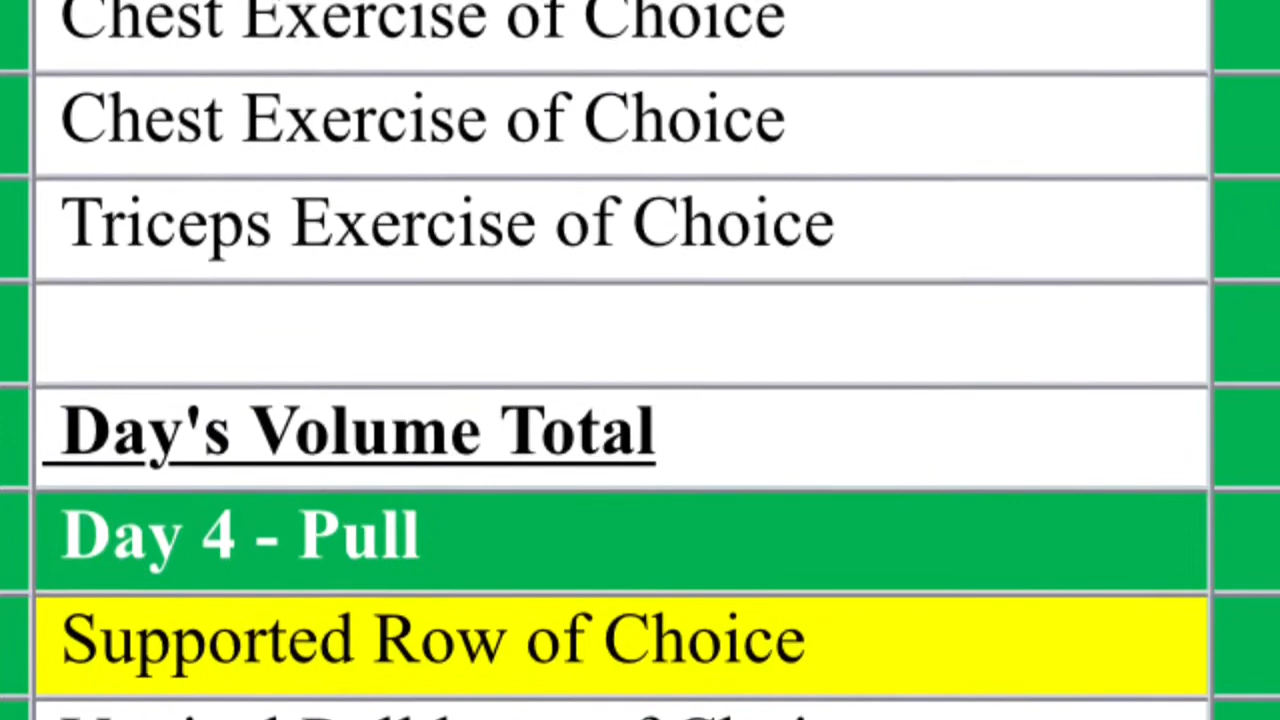 Chest Exercise of Choice
Chest Exercise of Choice
Triceps Exercise of Choice
Day's Volume Total
Day 4 - Pull
Supported Row of Choice